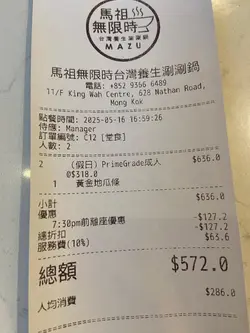 馬祖
無限時
台灣養生涮涮鍋
MAZU
馬祖無限時台灣養生涮涮鍋
電話: +852 9366 6489
11/F King Wah Centre, 628 Nathan Road,
Mong Kok
點餐時間: 2025-05-16 16:59:26
侍應: Manager
訂單編號: C12 [堂食]
人數: 2
2 (假日) PrimeGrade成人 $636.0
@$318.0
1 黃金地瓜條
小計 $636.0
優惠 -$127.2
7:30pm前離座優惠 -$127.2
總折扣
服務費(10%) $63.6
總額 $572.0
人均消費 $286.0